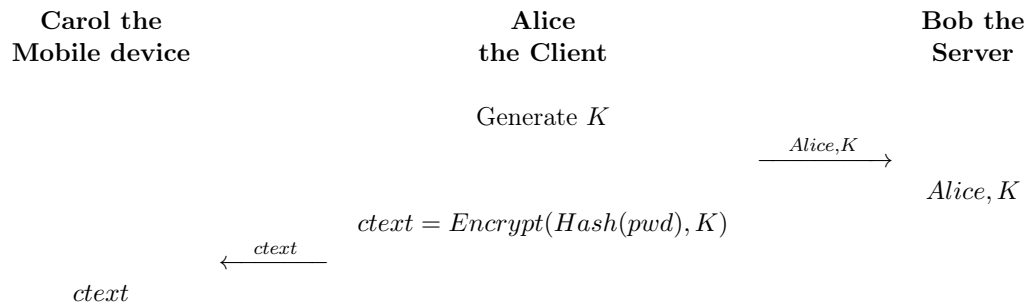 Carol the Mobile device
Alice the Client
Bob the Server
Generate K
Alice,K
Alice, K
ctext = Encrypt(Hash(pwd), K)
ctext
ctext